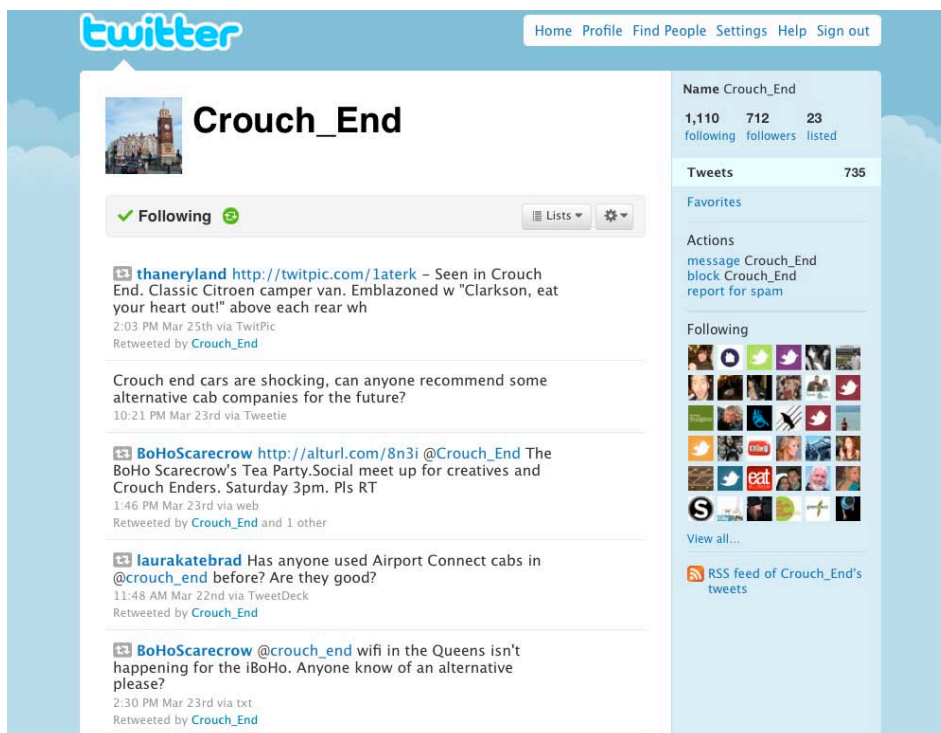 twitter
Home Profile Find People Settings Help Sign out
Crouch_End
Following
Lists
thaneryland http://twitpic.com/1aterk – Seen in Crouch
End. Classic Citroen camper van. Emblazoned w "Clarkson, eat
your heart out!" above each rear wh
2:03 PM Mar 25th via TwitPic
Retweeted by Crouch_End
Crouch end cars are shocking, can anyone recommend some
alternative cab companies for the future?
10:21 PM Mar 23rd via Tweetie
BoHoScarecrow http://alturl.com/8n3i @Crouch_End The
BoHo Scarecrow's Tea Party.Social meet up for creatives and
Crouch Enders. Saturday 3pm. Pls RT
1:46 PM Mar 23rd via web
Retweeted by Crouch_End and 1 other
laurakatebrad Has anyone used Airport Connect cabs in
@crouch_end before? Are they good?
11:48 AM Mar 22nd via TweetDeck
Retweeted by Crouch_End
BoHoScarecrow @crouch_end wifi in the Queens isn't
happening for the iBoHo. Anyone know of an alternative
please?
2:30 PM Mar 23rd via txt
Retweeted by Crouch_End
Name Crouch_End
1,110 712 23
following followers listed
Tweets 735
Favorites
Actions
message Crouch_End
block Crouch_End
report for spam
Following
eat
S
View all...
RSS feed of Crouch_End's
tweets